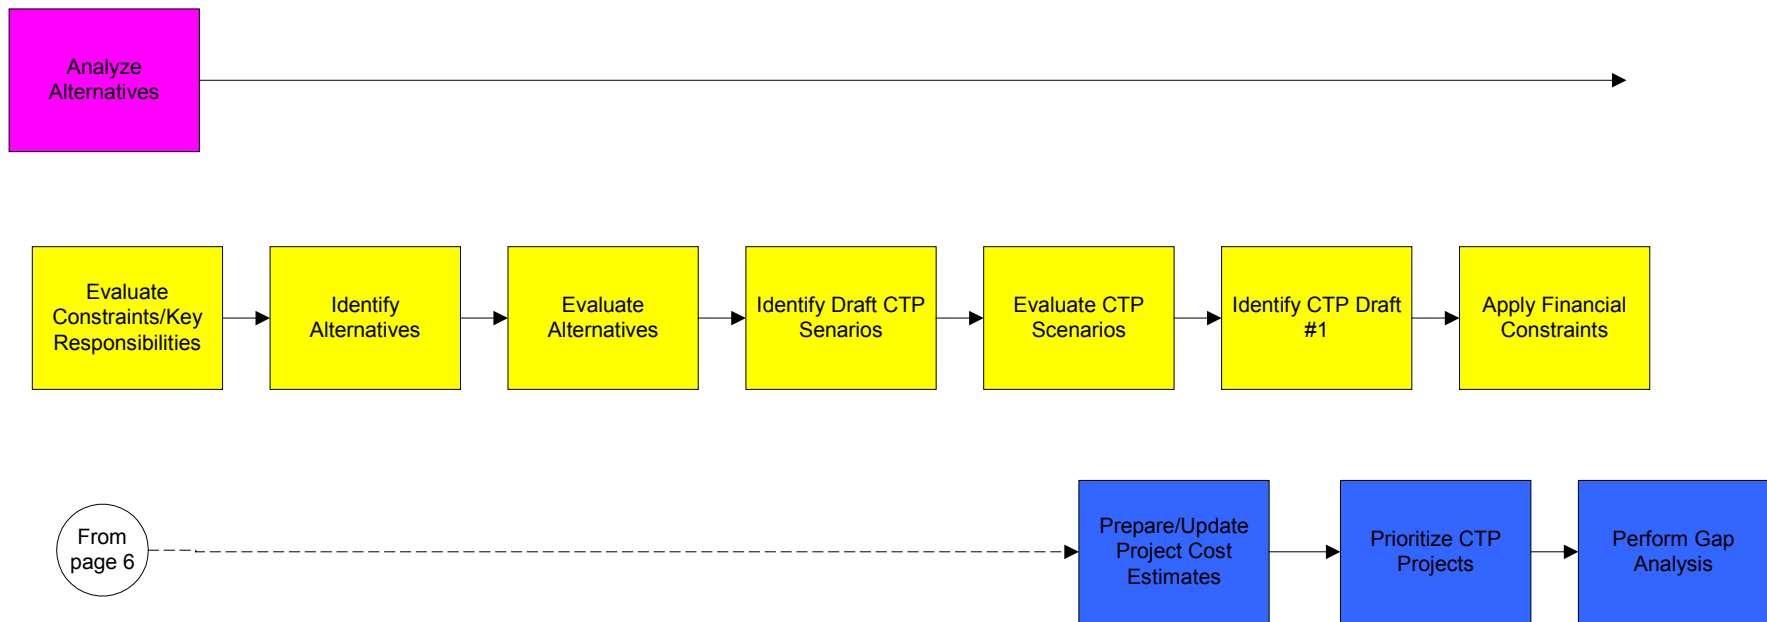 Analyze
Alternatives
Evaluate
Constraints/Key
Responsibilities
Identify
Alternatives
Evaluate
Alternatives
Identify Draft CTP
Senarios
Evaluate CTP
Scenarios
Identify CTP Draft
#1
Apply Financial
Constraints
From
page 6
Prepare/Update
Project Cost
Estimates
Prioritize CTP
Projects
Perform Gap
Analysis